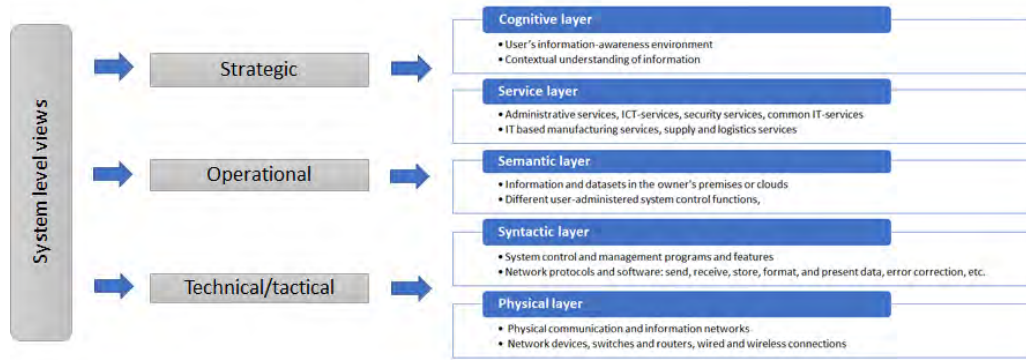 System level views
Strategic
Operational
Technical/tactical
Cognitive layer
• User's information-awareness environment
• Contextual understanding of information
Service layer
• Administrative services, ICT-services, security services, common IT-services
• IT based manufacturing services, supply and logistics services
Semantic layer
• Information and datasets in the owner's premises or clouds
• Different user-administered system control functions,
Syntactic layer
• System control and management programs and features
• Network protocols and software: send, receive, store, format, and present data, error correction, etc.
Physical layer
• Physical communication and information networks
• Network devices, switches and routers, wired and wireless connections